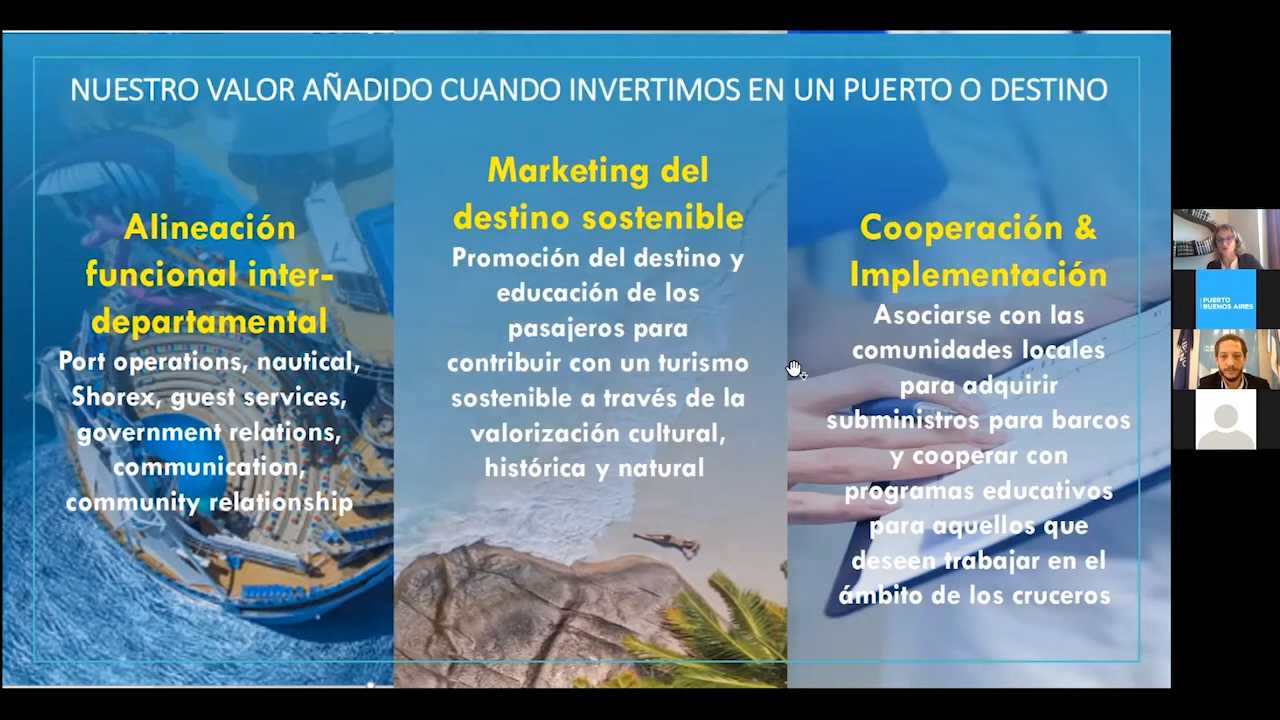 NUESTRO VALOR AÑADIDO CUANDO INVERTIMOS EN UN PUERTO O DESTINO
Alineación
funcional inter-
departamental
Port operations, nautical,
Shorex, guest services,
government relations,
communication,
community relationship
Marketing del
destino sostenible
Promoción del destino y
educación de los
pasajeros para
contribuir con un turismo
sostenible a través de la
valorización cultural,
histórica y natural
Cooperación &
Implementación
Asociarse con las
comunidades locales
para adquirir
subministros para barcos
y cooperar con
programas educativos
para aquellos que
deseen trabajar en el
ámbito de los cruceros
PUERTO
BUENOS AIRES